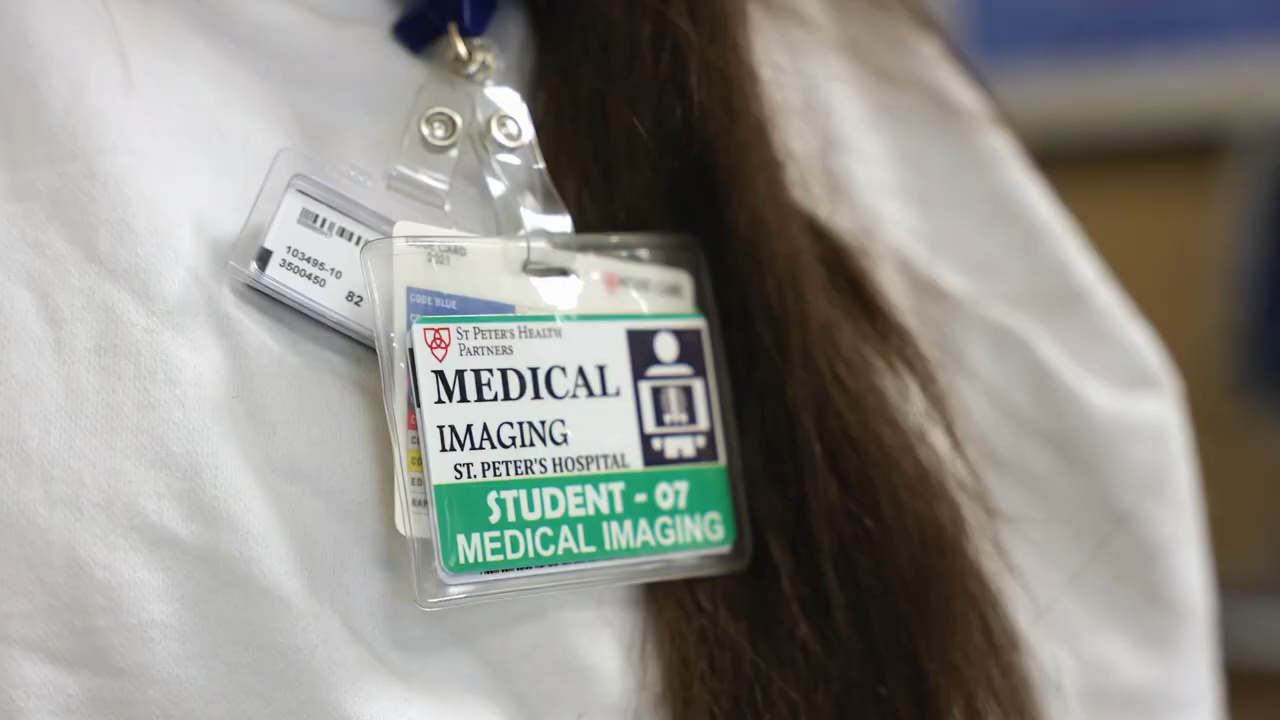 103495-10
3500450
82
CARD
CODE BLUE
ST PETER'S HEALTH
PARTNERS
MEDICAL
IMAGING
ST. PETER'S HOSPITAL
STUDENT - 07
MEDICAL IMAGING